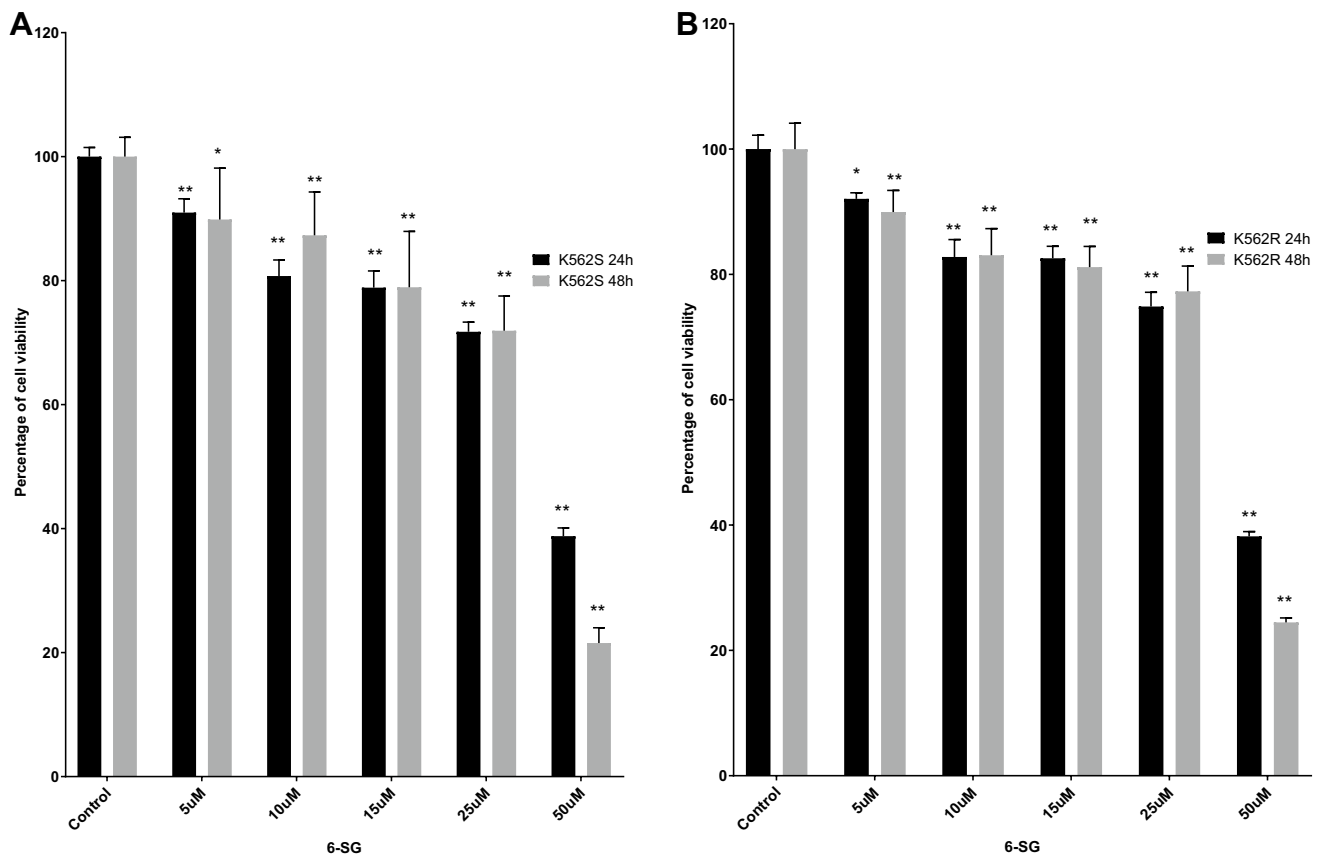 A
120
100
80
60
40
20
0
Percentage of cell viability
**
*
**
**
**
**
**
**
**
**
K562S 24h
K562S 48h
Control
5uM
10uM
15uM
25uM
50uM
6-SG
B
120
100
80
60
40
20
0
Percentage of cell viability
*
**
**
**
**
**
**
**
**
**
K562R 24h
K562R 48h
Control
5uM
10uM
15uM
25uM
50uM
6-SG